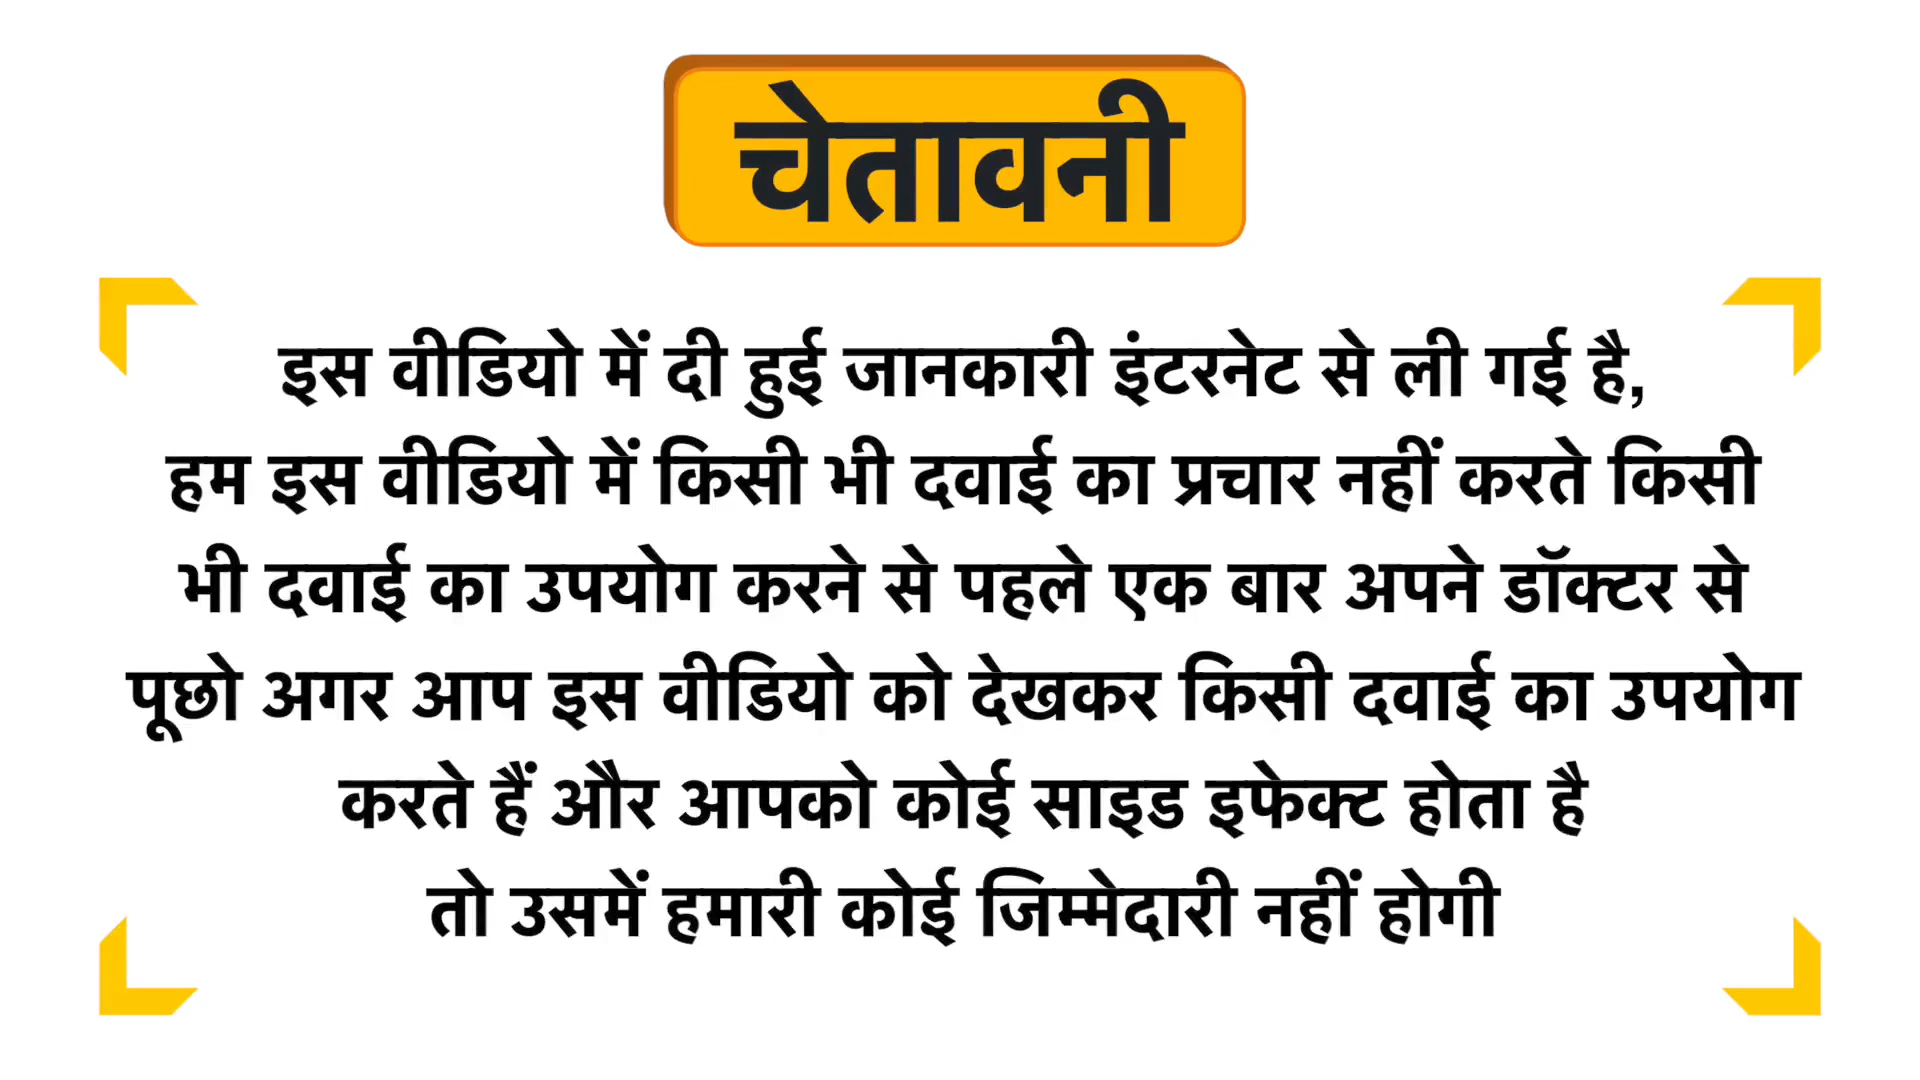 चेतावनी
इस वीडियो में दी हुई जानकारी इंटरनेट से ली गई है,
हम इस वीडियो में किसी भी दवाई का प्रचार नहीं करते किसी
भी दवाई का उपयोग करने से पहले एक बार अपने डॉक्टर से
पूछो अगर आप इस वीडियो को देखकर किसी दवाई का उपयोग
करते हैं और आपको कोई साइड इफेक्ट होता है
तो उसमें हमारी कोई जिम्मेदारी नहीं होगी